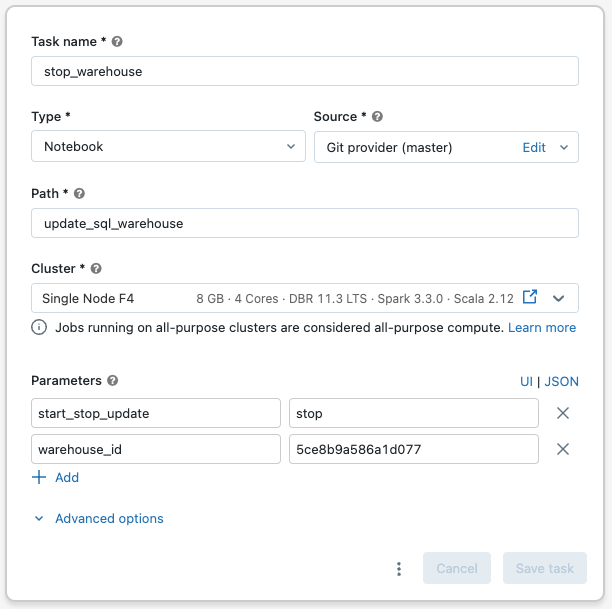 Task name *
stop_warehouse
Type * Source *
Notebook Git provider (master) Edit
Path *
update_sql_warehouse
Cluster *
Single Node F4 8 GB · 4 Cores · DBR 11.3 LTS · Spark 3.3.0 · Scala 2.12
Jobs running on all-purpose clusters are considered all-purpose compute. Learn more
Parameters UI | JSON
start_stop_update stop
warehouse_id 5ce8b9a586a1d077
Add
Advanced options
Cancel Save task